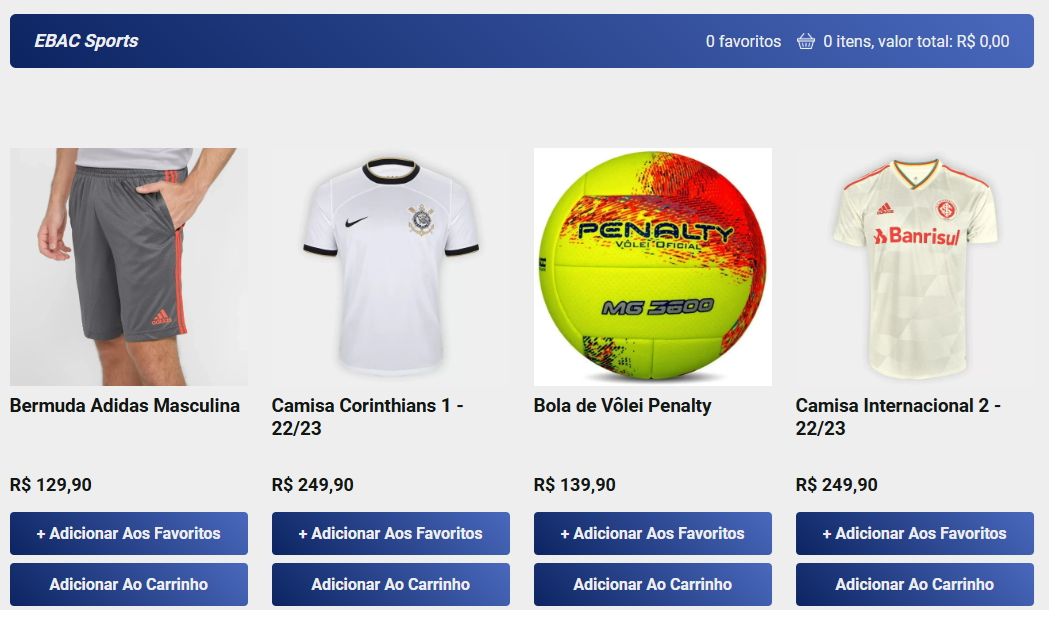 EBAC Sports
0 favoritos
0 itens, valor total: R$ 0,00
adidas
PENALTY
VÔLEI OFICIAL
MG 3600
Banrisul
Bermuda Adidas Masculina
Camisa Corinthians 1 -
22/23
Bola de Vôlei Penalty
Camisa Internacional 2 -
22/23
R$ 129,90
R$ 249,90
R$ 139,90
R$ 249,90
+ Adicionar Aos Favoritos
+ Adicionar Aos Favoritos
+ Adicionar Aos Favoritos
+ Adicionar Aos Favoritos
Adicionar Ao Carrinho
Adicionar Ao Carrinho
Adicionar Ao Carrinho
Adicionar Ao Carrinho